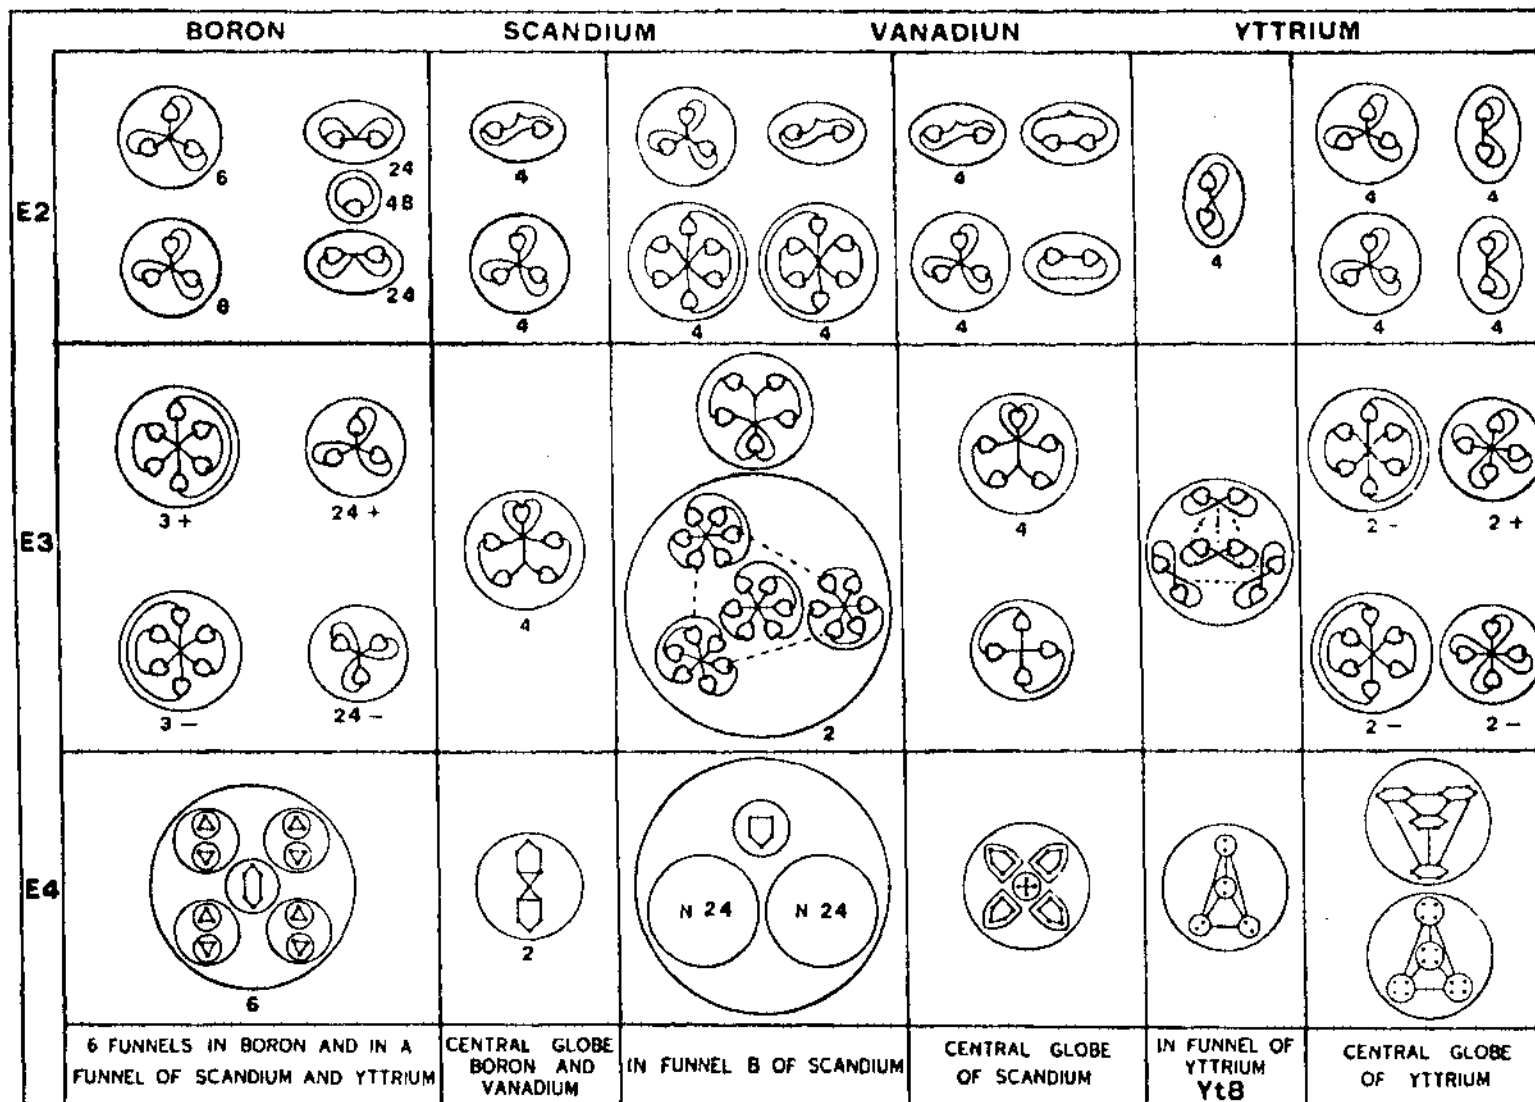 BORON SCANDIUM VANADIUN YTTRIUM
E2
6 24
48
8 24
4
4
4 4
4
4
4
4 4
4 4
E3
3 + 24 +
3 - 24 -
4
2
4
2 - 2 +
2 - 2 -
E4
6
2
N 24 N 24
6 FUNNELS IN BORON AND IN A
FUNNEL OF SCANDIUM AND YTTRIUM
CENTRAL GLOBE
BORON AND
VANADIUM
IN FUNNEL B OF SCANDIUM
CENTRAL GLOBE
OF SCANDIUM
IN FUNNEL OF
YTTRIUM
YtB
CENTRAL GLOBE
OF YTTRIUM